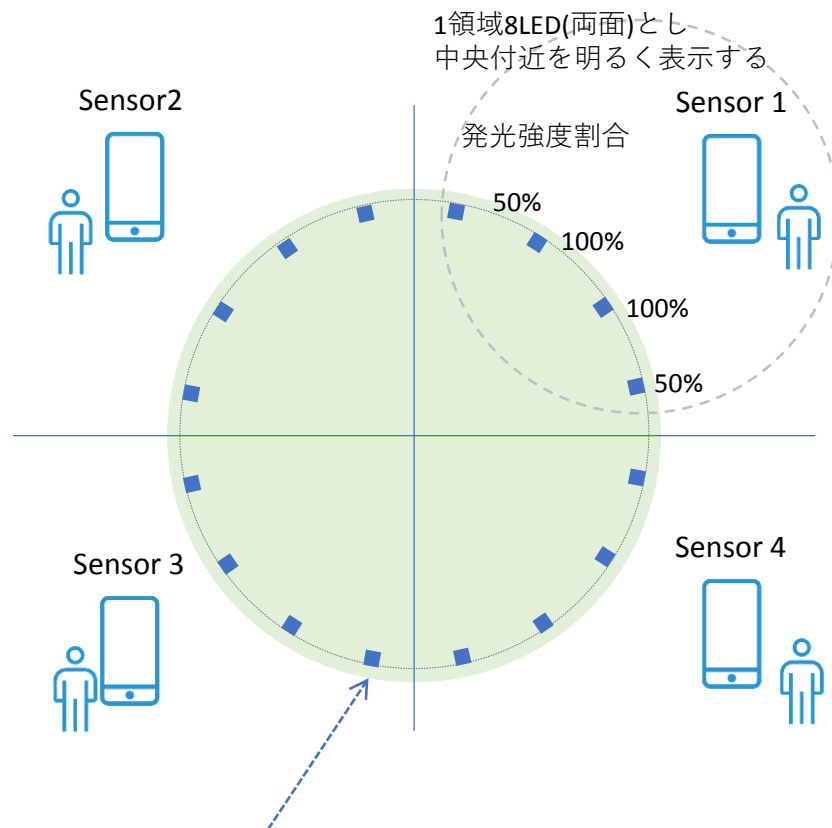 1領域8LED(両面)とし
中央付近を明るく表示する
Sensor2
Sensor 1
発光強度割合
50%
100%
100%
50%
Sensor 3
Sensor 4